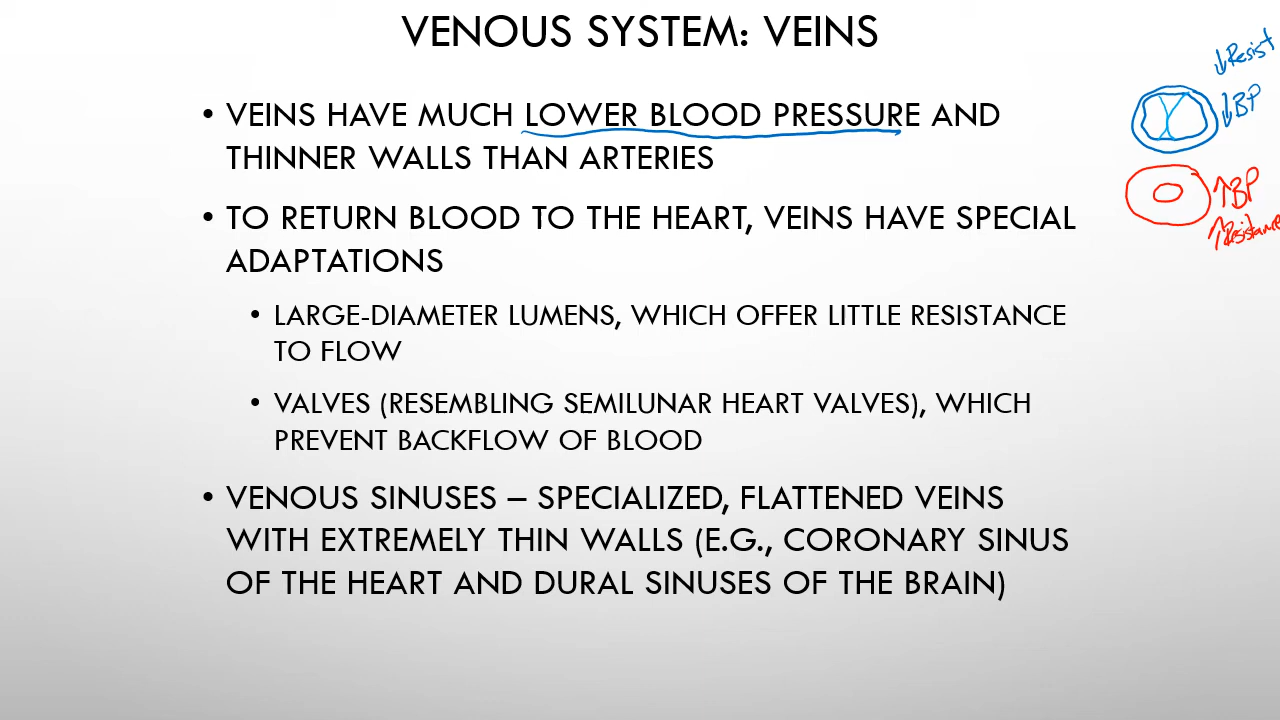 VENOUS SYSTEM: VEINS
• VEINS HAVE MUCH LOWER BLOOD PRESSURE AND
THINNER WALLS THAN ARTERIES
• TO RETURN BLOOD TO THE HEART, VEINS HAVE SPECIAL
ADAPTATIONS
• LARGE-DIAMETER LUMENS, WHICH OFFER LITTLE RESISTANCE
TO FLOW
• VALVES (RESEMBLING SEMILUNAR HEART VALVES), WHICH
PREVENT BACKFLOW OF BLOOD
• VENOUS SINUSES – SPECIALIZED, FLATTENED VEINS
WITH EXTREMELY THIN WALLS (E.G., CORONARY SINUS
OF THE HEART AND DURAL SINUSES OF THE BRAIN)
↓Resist
↓BP
↑BP
↑Resistance